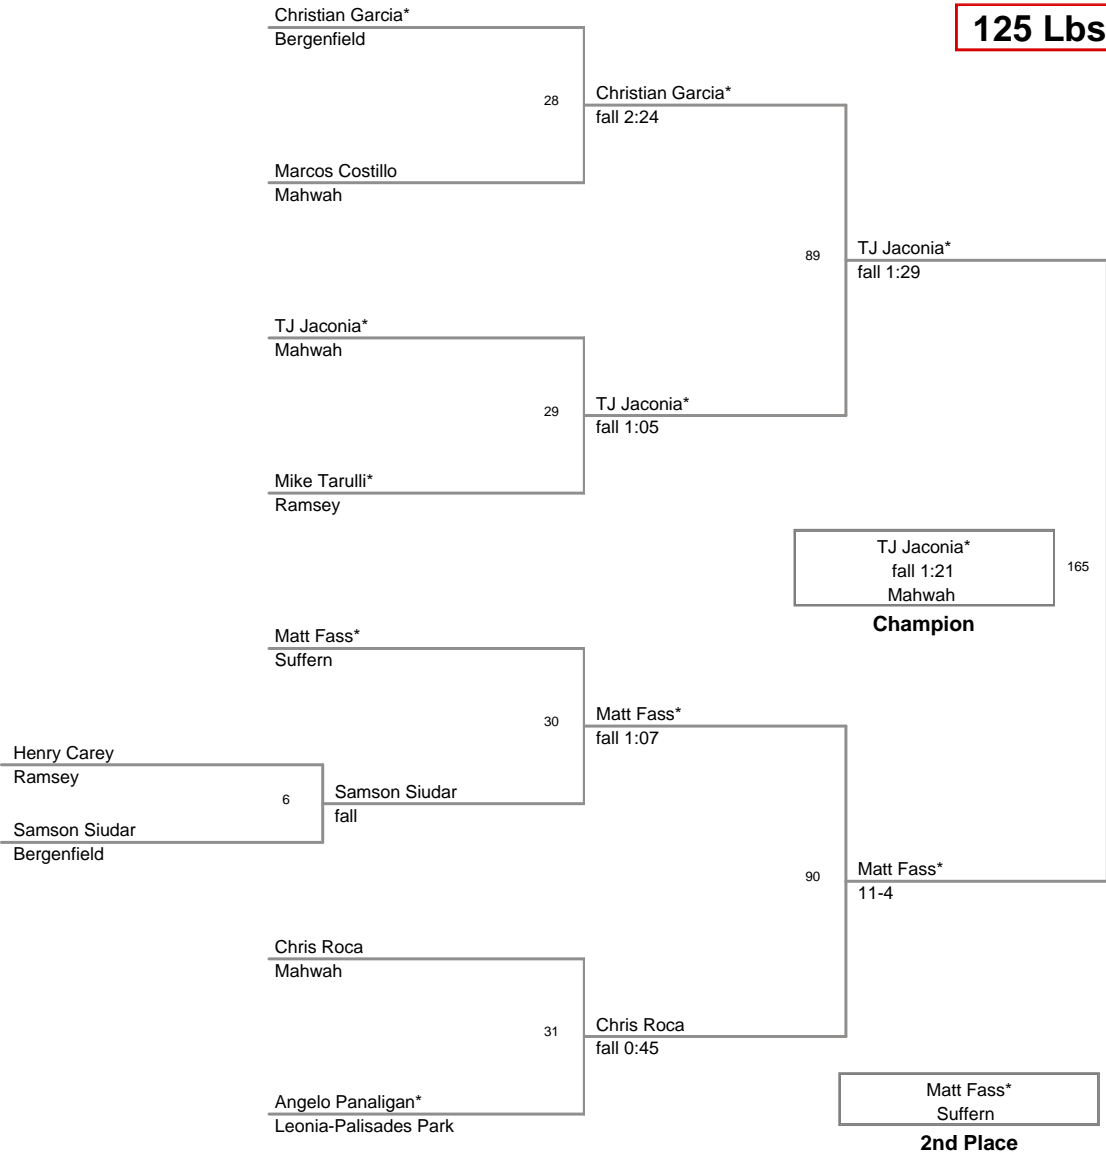 Christian Garcia*
Bergenfield
125 Lbs
28
Christian Garcia*
fall 2:24
Marcos Costillo
Mahwah
89
TJ Jaconia*
fall 1:29
TJ Jaconia*
Mahwah
29
TJ Jaconia*
fall 1:05
Mike Tarulli*
Ramsey
TJ Jaconia*
fall 1:21
Mahwah
165
Champion
Matt Fass*
Suffern
30
Matt Fass*
fall 1:07
Henry Carey
Ramsey
6
Samson Siudar
fall
Samson Siudar
Bergenfield
90
Matt Fass*
11-4
Chris Roca
Mahwah
31
Chris Roca
fall 0:45
Angelo Panaligan*
Leonia-Palisades Park
Matt Fass*
Suffern
2nd Place